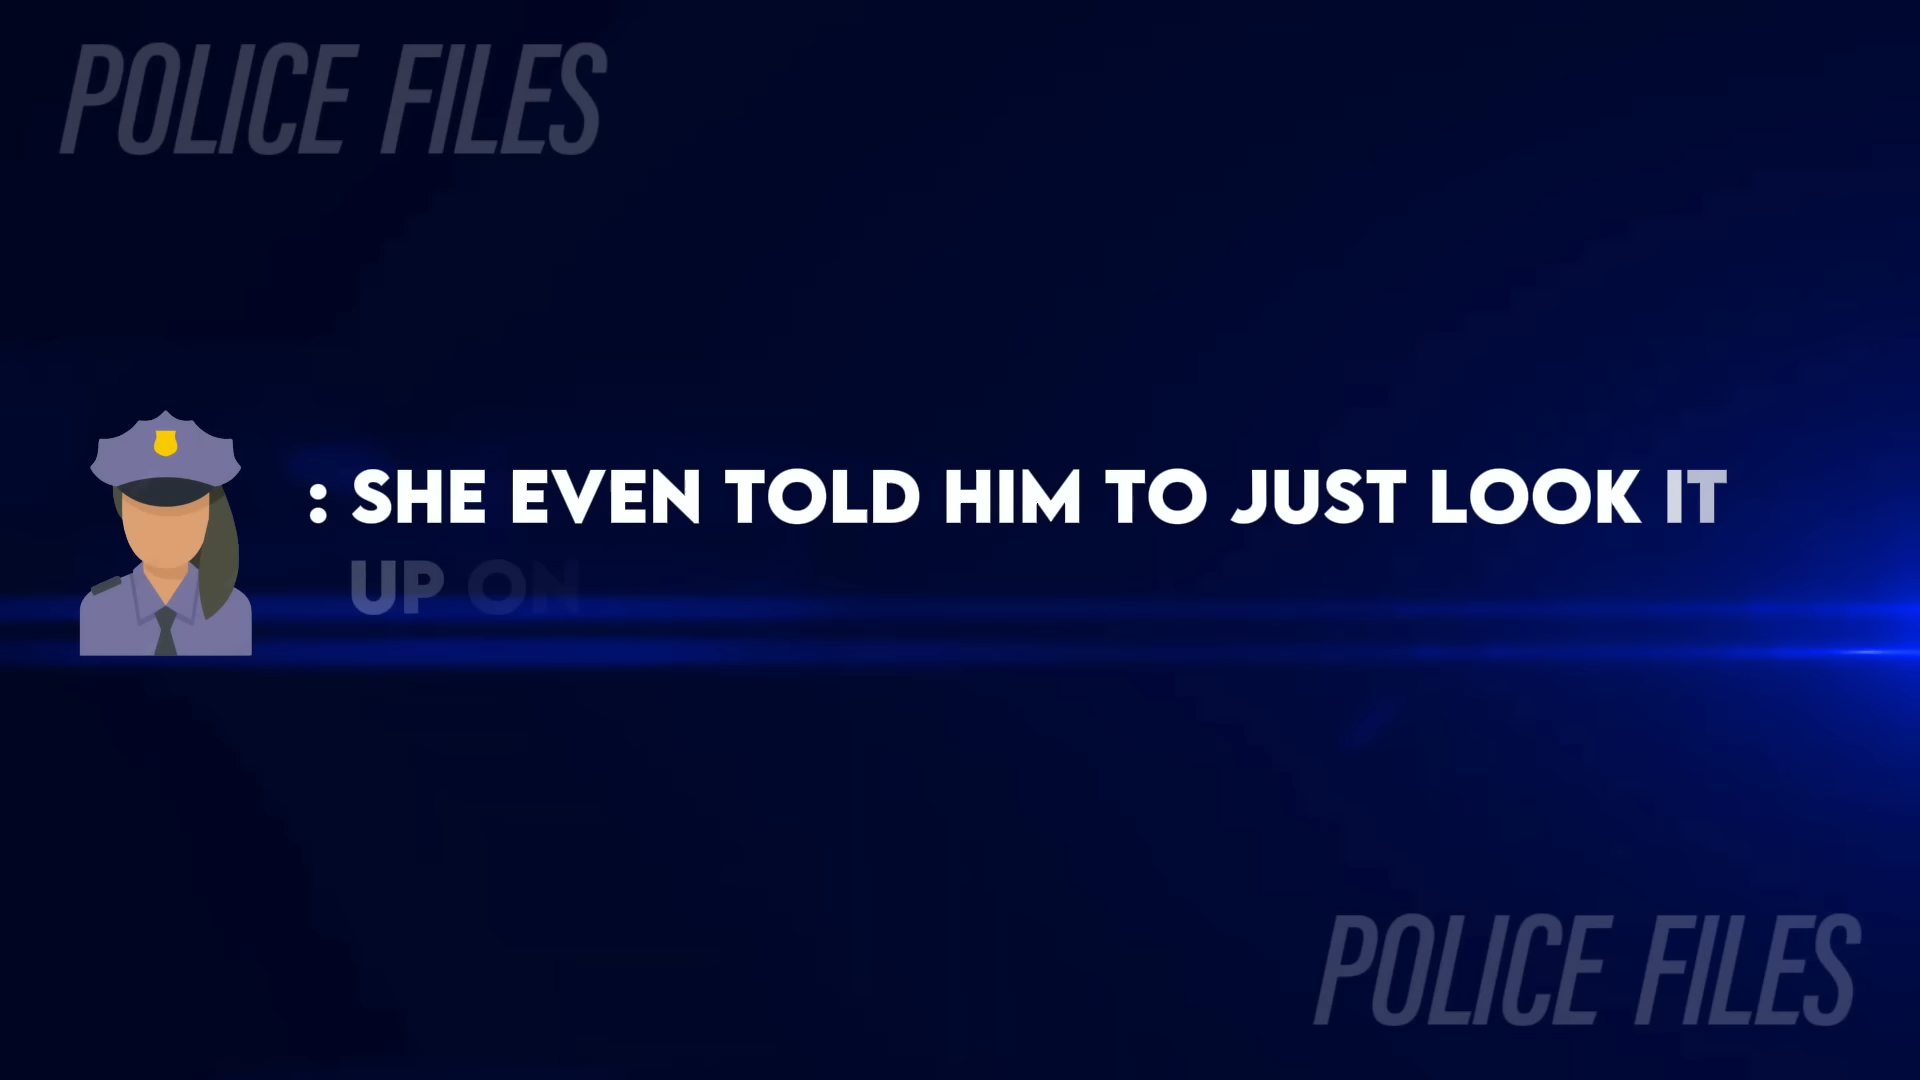 POLICE FILES
: SHE EVEN TOLD HIM TO JUST LOOK IT
UP ON
POLICE FILES